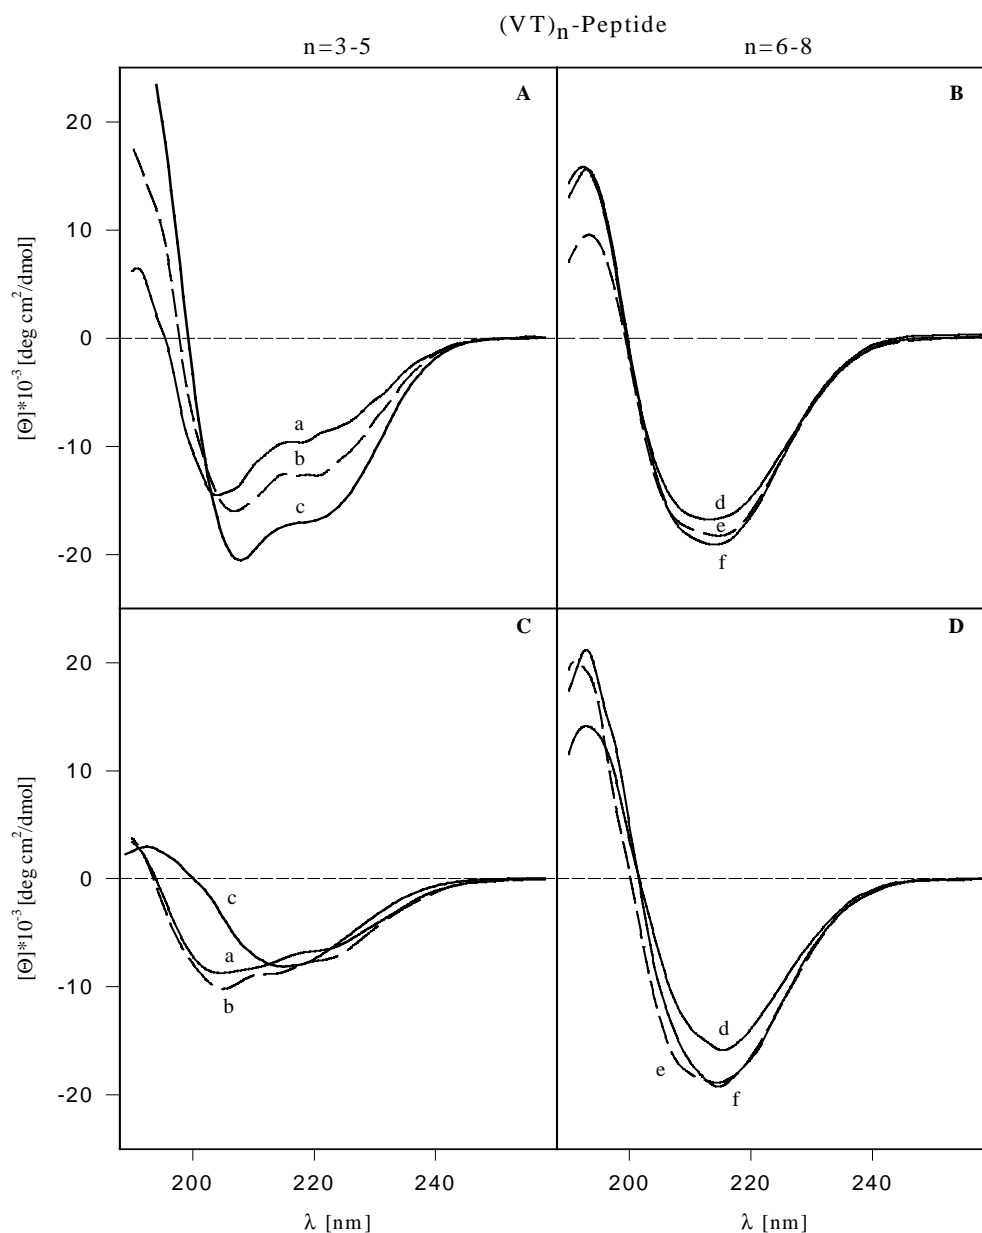 (VT)n-Peptide
n=3-5
n=6-8
A
B
20
10
0
-10
-20
[Θ]*10-3 [deg cm2/dmol]
a
b
c
d
e
f
C
D
20
10
0
-10
-20
[Θ]*10-3 [deg cm2/dmol]
c
a
b
d
e
f
200
220
240
200
220
240
λ [nm]
λ [nm]